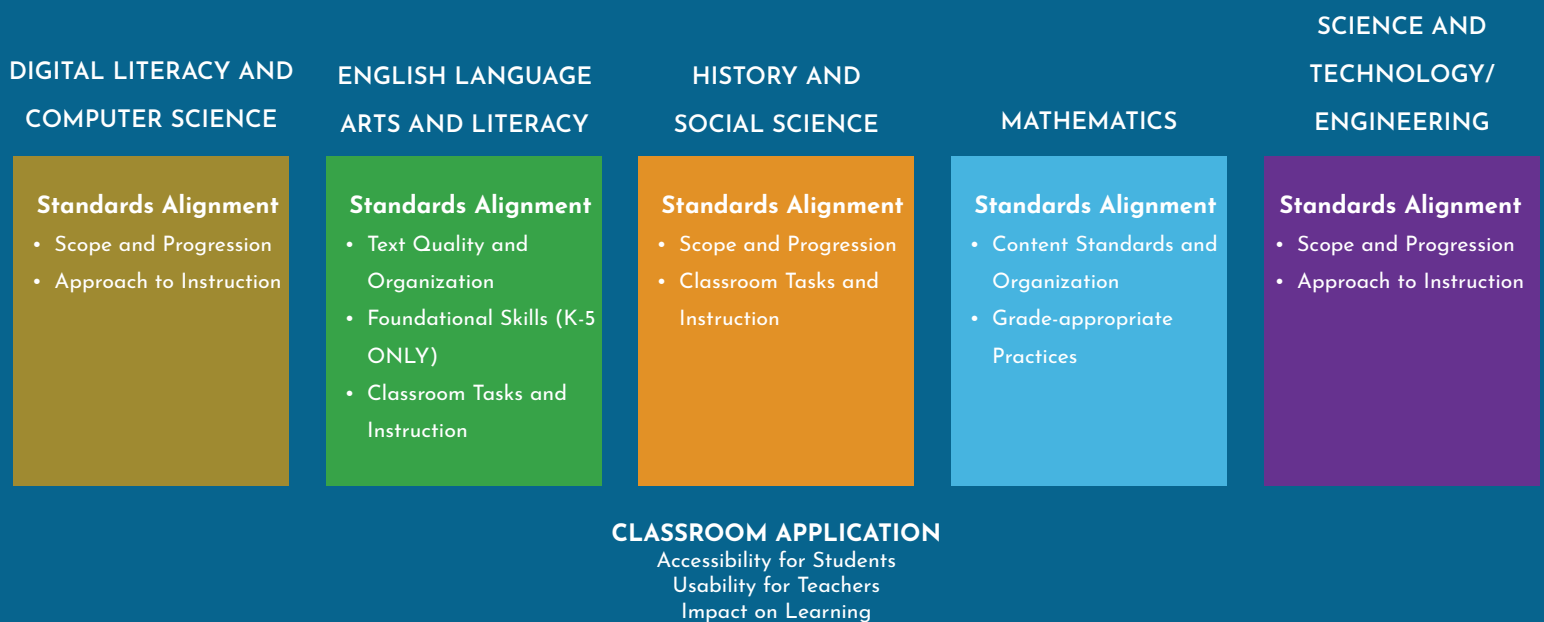 DIGITAL LITERACY AND
COMPUTER SCIENCE
ENGLISH LANGUAGE
ARTS AND LITERACY
HISTORY AND
SOCIAL SCIENCE
MATHEMATICS
SCIENCE AND
TECHNOLOGY/
ENGINEERING
Standards Alignment
• Scope and Progression
• Approach to Instruction
Standards Alignment
• Text Quality and
Organization
• Foundational Skills (K-5
ONLY)
• Classroom Tasks and
Instruction
Standards Alignment
• Scope and Progression
• Classroom Tasks and
Instruction
Standards Alignment
• Content Standards and
Organization
• Grade-appropriate
Practices
Standards Alignment
• Scope and Progression
• Approach to Instruction
CLASSROOM APPLICATION
Accessibility for Students
Usability for Teachers
Impact on Learning